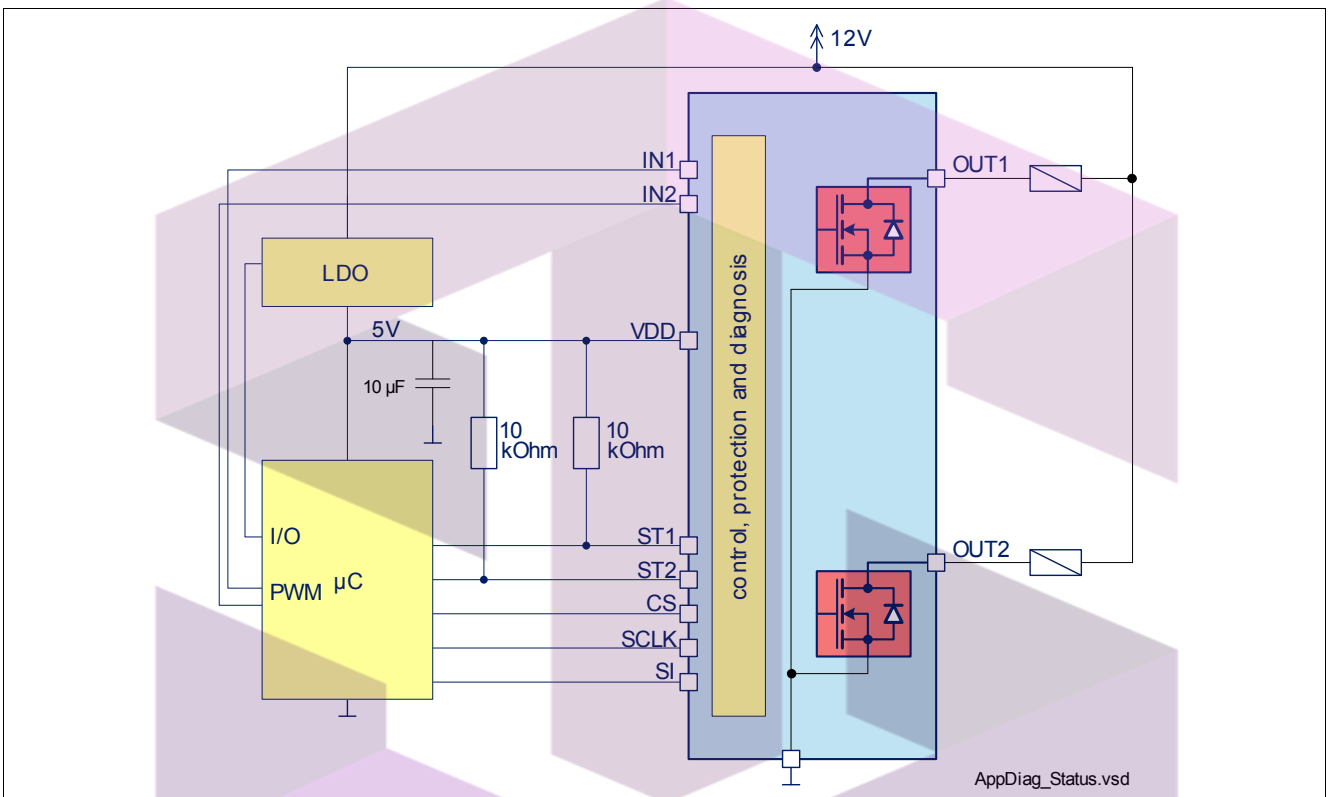 12V
IN1
OUT1
IN2
LDO
5V
VDD
10 µF
10
kOhm
10
kOhm
control, protection and diagnosis
I/O
ST1
OUT2
ST2
PWM
µC
CS
SCLK
SI
AppDiag_Status.vsd